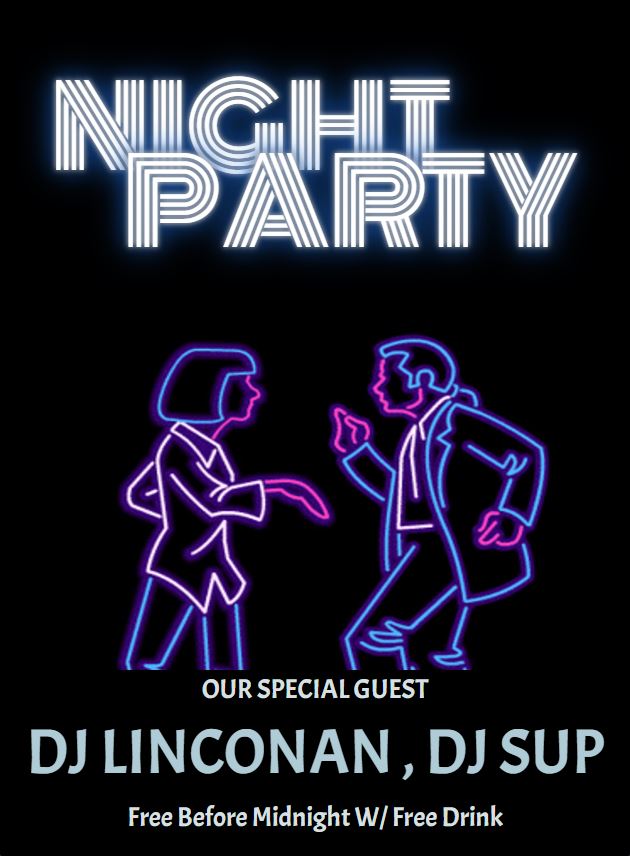 NIGHT
PARTY
OUR SPECIAL GUEST
DJ LINCONAN , DJ SUP
Free Before Midnight W/ Free Drink